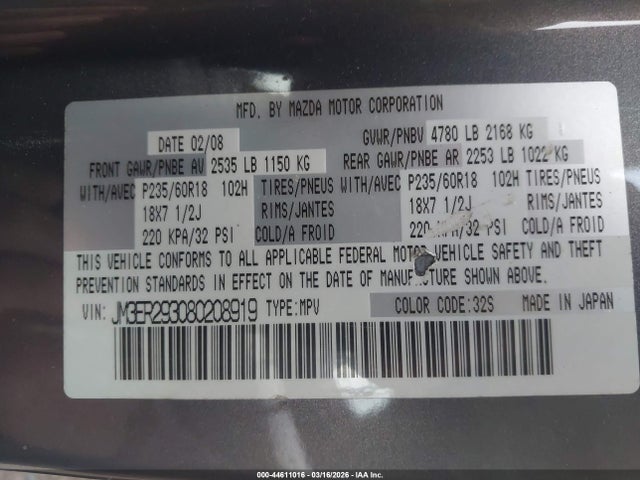 MFD. BY MAZDA MOTOR CORPORATION
DATE 02/08 GVWR/PNBV 4780 LB 2168 KG
FRONT GAWR/PNBE AV 2535 LB 1150 KG REAR GAWR/PNBE AR 2253 LB 1022 KG
WITH/AVEC P235/60R18 102H TIRES/PNEUS WITH/AVEC P235/60R18 102H TIRES/PNEUS
18X7 1/2J RIMS/JANTES 18X7 1/2J RIMS/JANTES
220 KPA/32 PSI COLD/A FROID 220 KPA/32 PSI COLD/A FROID
THIS VEHICLE CONFORMS TO ALL APPLICABLE FEDERAL MOTOR VEHICLE SAFETY AND THEFT
PREVENTION STANDARDS IN EFFECT ON THE DATE OF MANUFACTURE SHOWN ABOVE.
VIN: JM3ER293080208919 TYPE:MPV COLOR CODE:32S MADE IN JAPAN
000-44611016 - 03/16/2026 - IAA Inc.